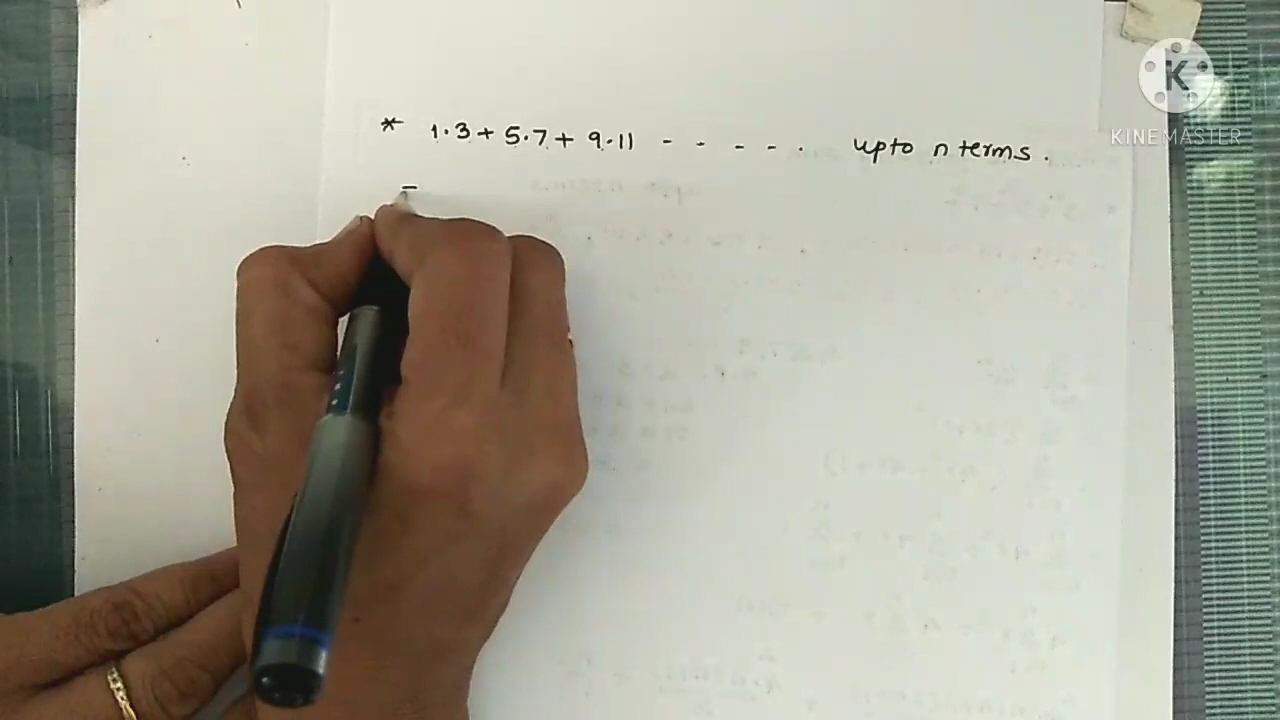 * 1.3 + 5.7 + 9.11 - - - - . upto n terms.
K
KINEMASTER